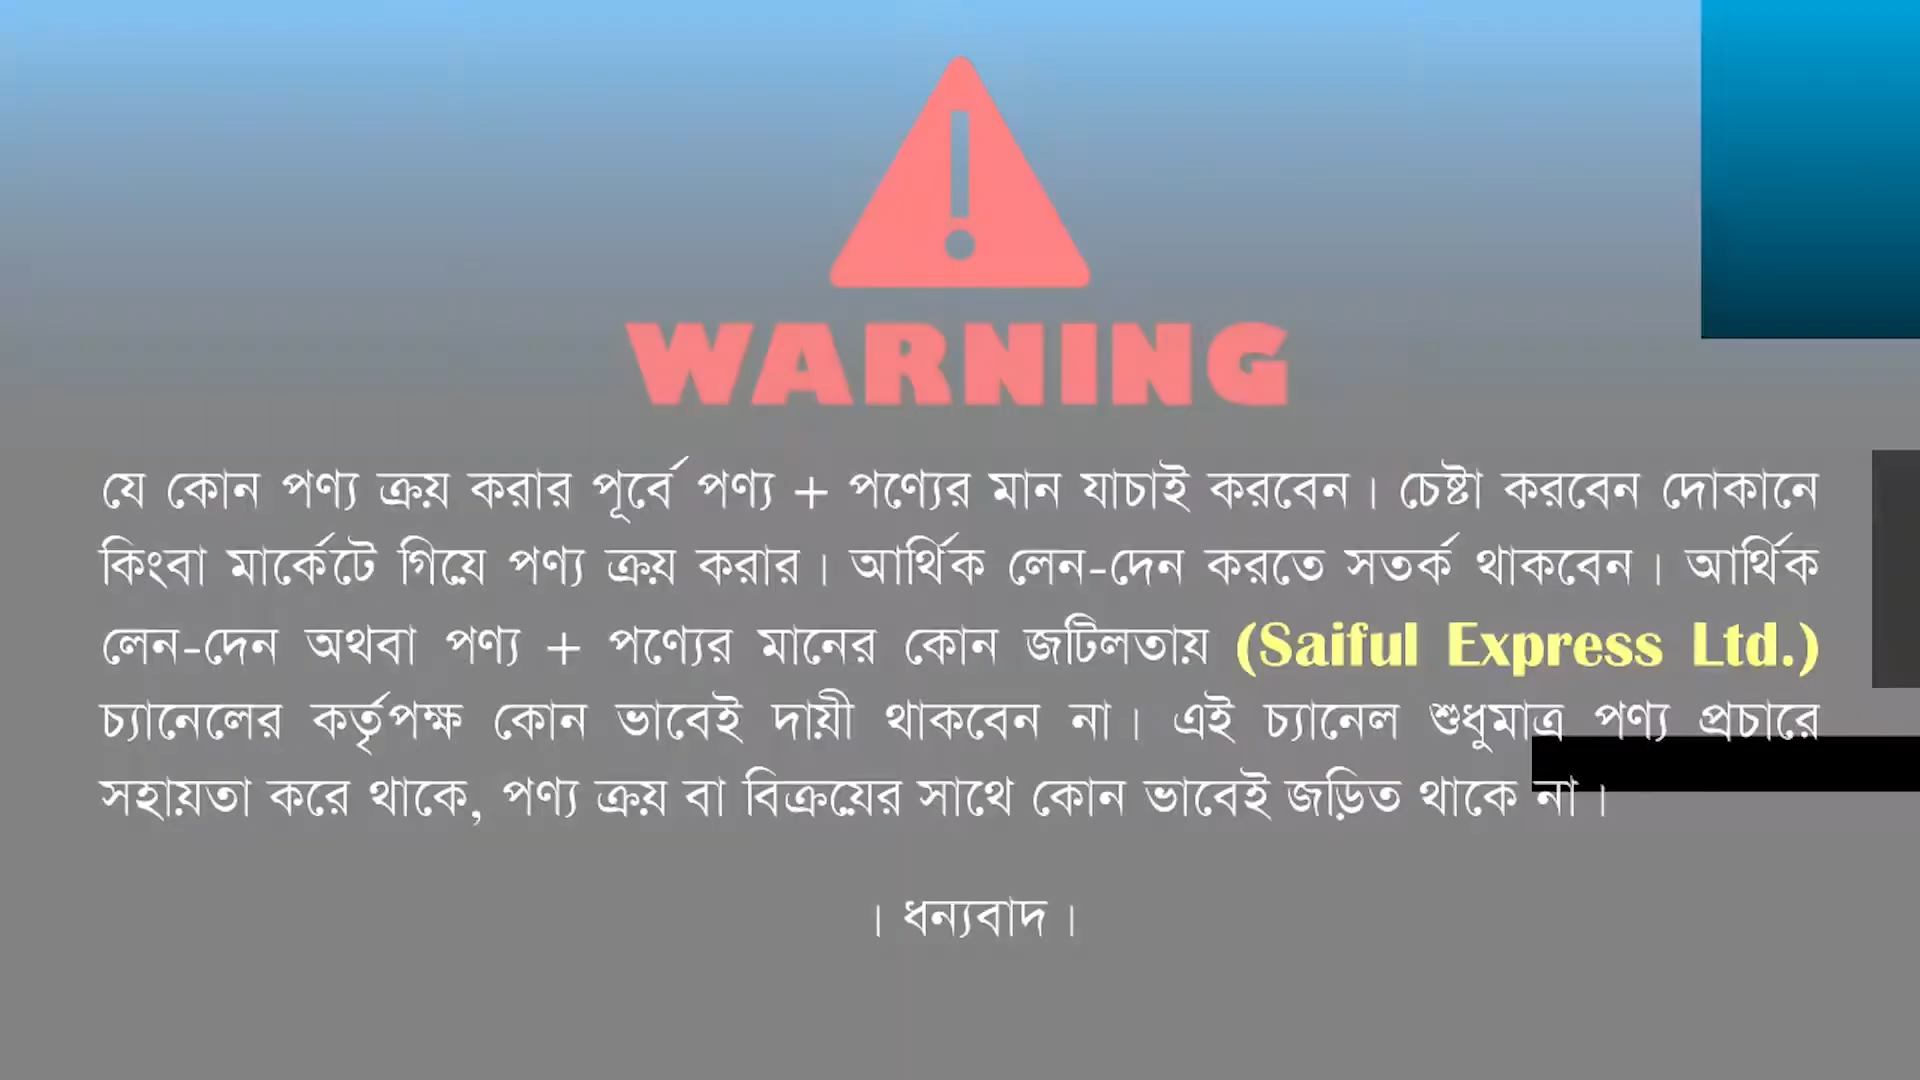 WARNING
যে কোন পণ্য ক্রয় করার পূর্বে পণ্য + পণ্যের মান যাচাই করবেন। চেষ্টা করবেন দোকানে
কিংবা মার্কেটে গিয়ে পণ্য ক্রয় করার। আর্থিক লেন-দেন করতে সতর্ক থাকবেন। আর্থিক
লেন-দেন অথবা পণ্য + পণ্যের মানের কোন জটিলতায় (Saiful Express Ltd.)
চ্যানেলের কর্তৃপক্ষ কোন ভাবেই দায়ী থাকবেন না। এই চ্যানেল শুধুমাত্র পণ্য প্রচারে
সহায়তা করে থাকে, পণ্য ক্রয় বা বিক্রয়ের সাথে কোন ভাবেই জড়িত থাকে না।
। ধন্যবাদ।